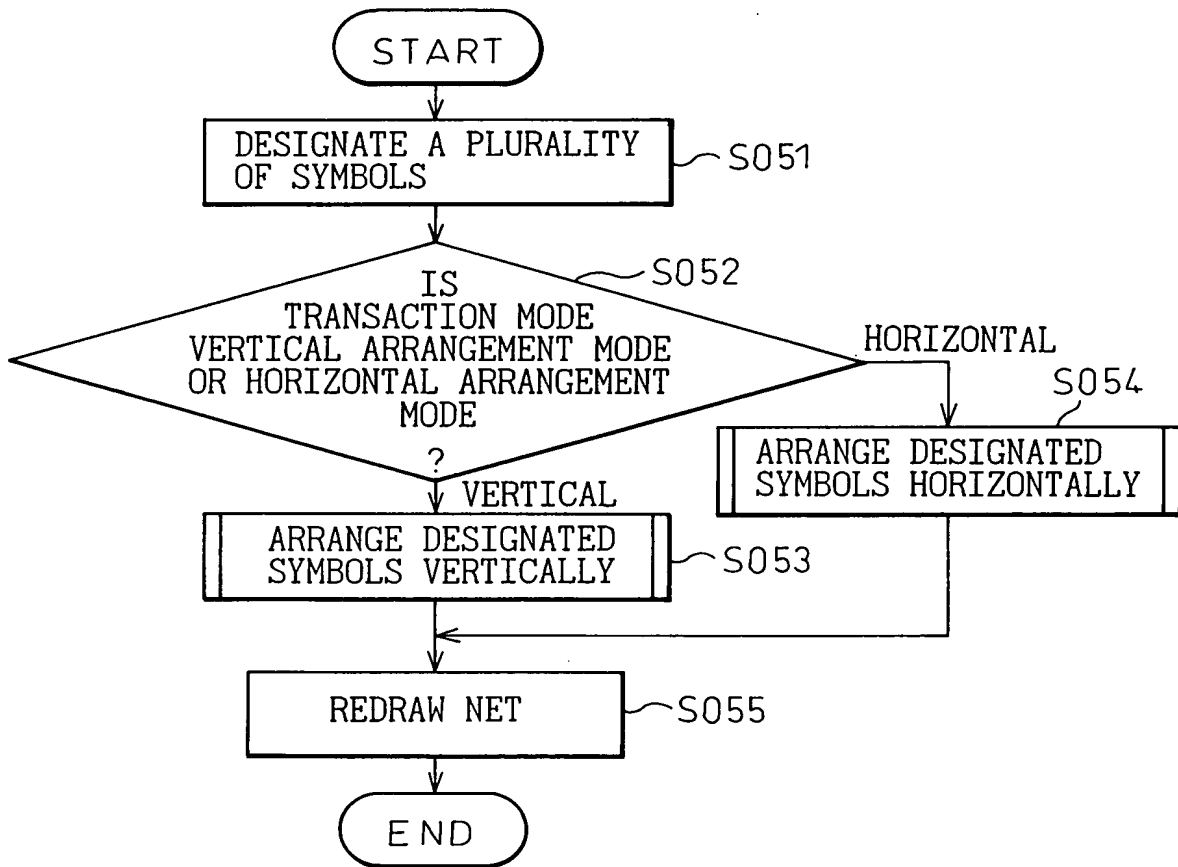 START
DESIGNATE A PLURALITY
OF SYMBOLS
S051
S052
IS
TRANSACTION MODE
VERTICAL ARRANGEMENT MODE
OR HORIZONTAL ARRANGEMENT
MODE
?
HORIZONTAL
S054
ARRANGE DESIGNATED
SYMBOLS HORIZONTALLY
VERTICAL
ARRANGE DESIGNATED
SYMBOLS VERTICALLY
S053
REDRAW NET
S055
END